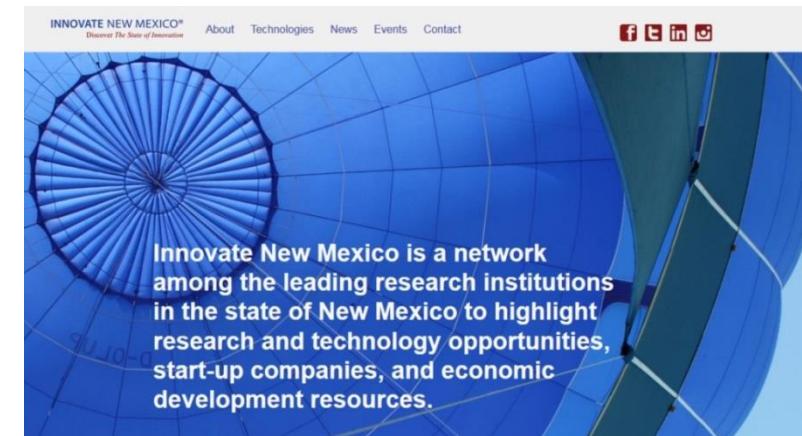 INNOVATE NEW MEXICO®
Discover The State of Innovation
About Technologies News Events Contact
Innovate New Mexico is a network
among the leading research institutions
in the state of New Mexico to highlight
research and technology opportunities,
start-up companies, and economic
development resources.